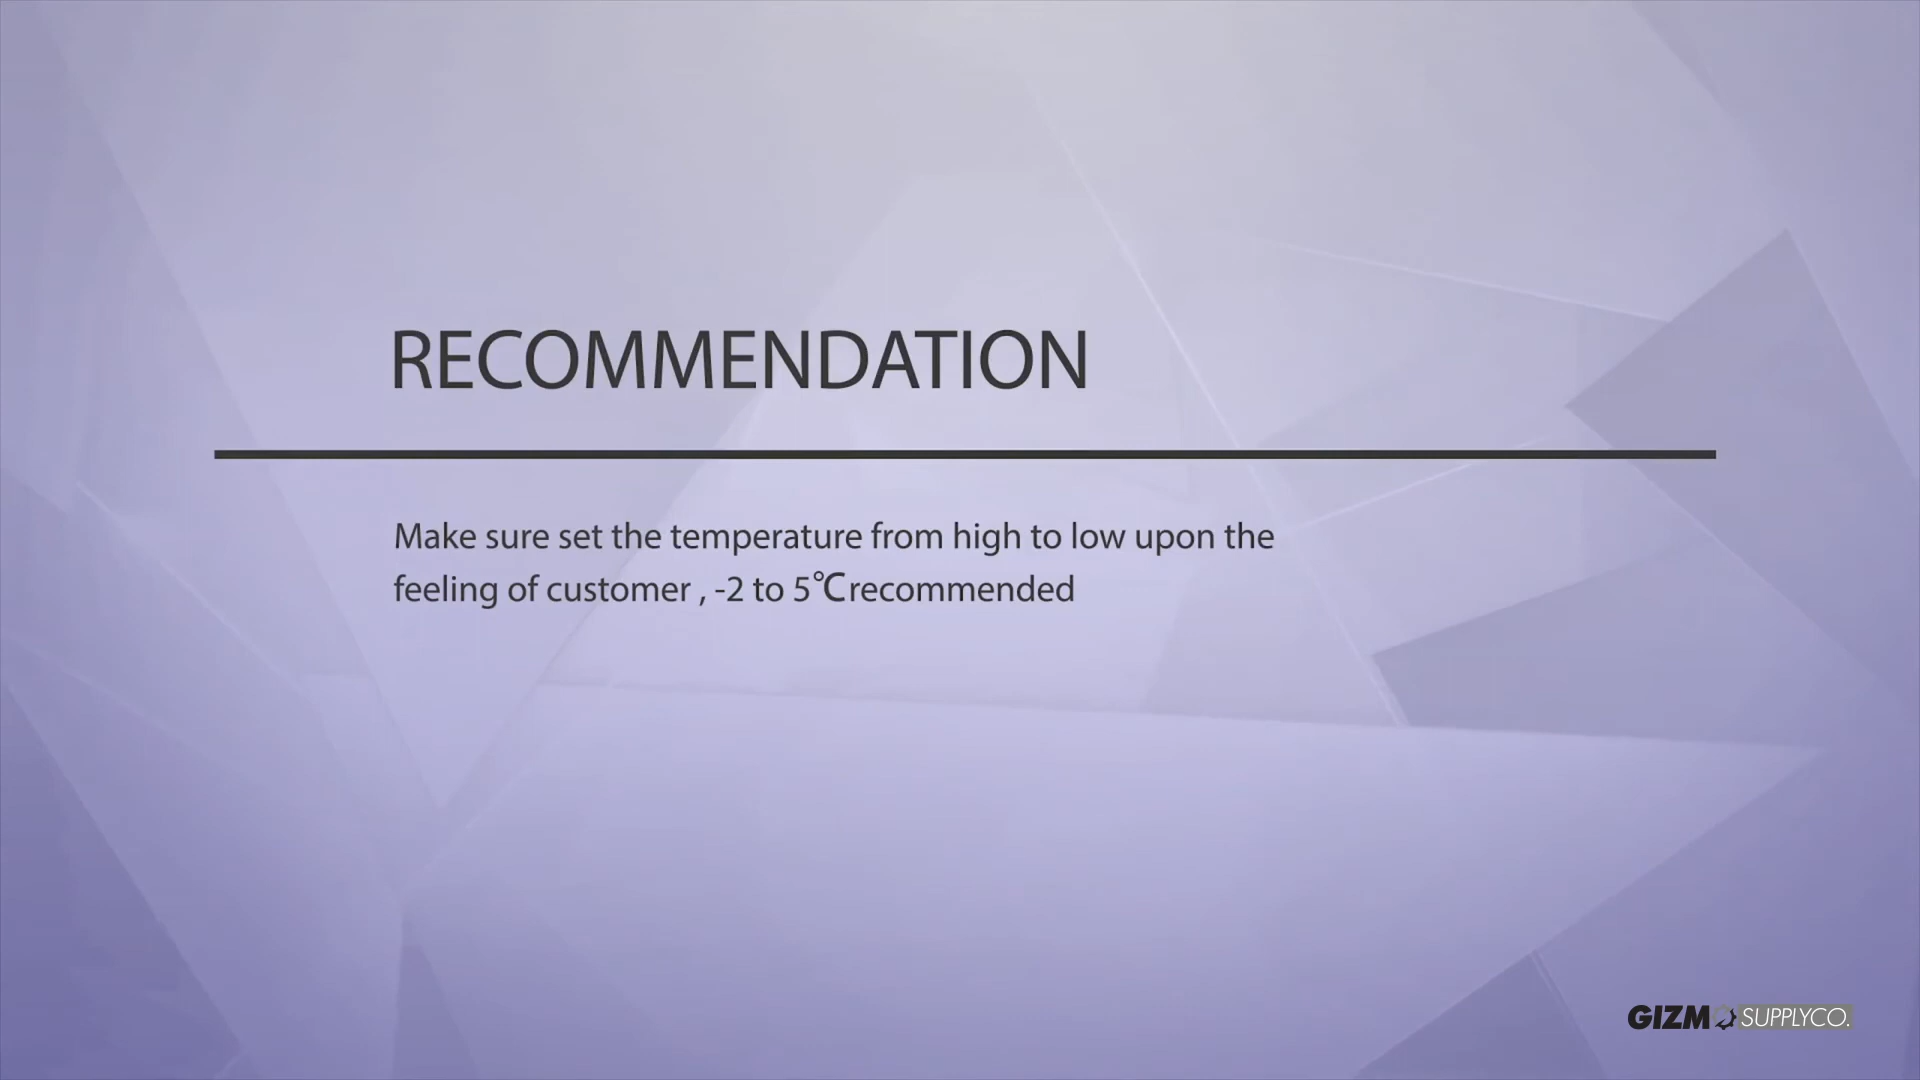 RECOMMENDATION
Make sure set the temperature from high to low upon the
feeling of customer , -2 to 5℃recommended
GIZMO SUPPLYCO.